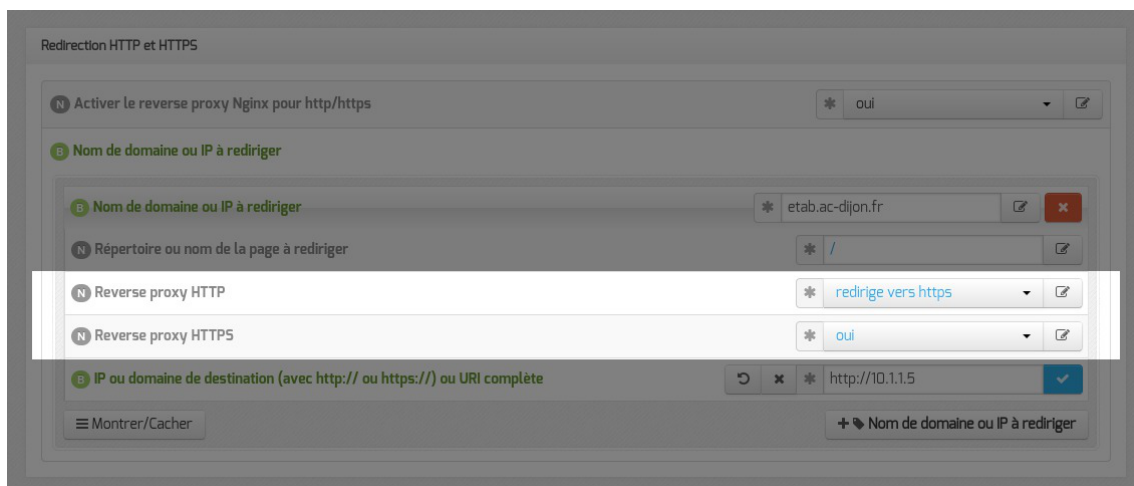 Redirection HTTP et HTTPS
N Activer le reverse proxy Nginx pour http/https oui
B Nom de domaine ou IP à rediriger
B Nom de domaine ou IP à rediriger etab.ac-dijon.fr
N Répertoire ou nom de la page à rediriger /
N Reverse proxy HTTP redirige vers https
N Reverse proxy HTTPS oui
B IP ou domaine de destination (avec http:// ou https://) ou URI complète http://10.1.1.5
Montrer/Cacher + Nom de domaine ou IP à rediriger